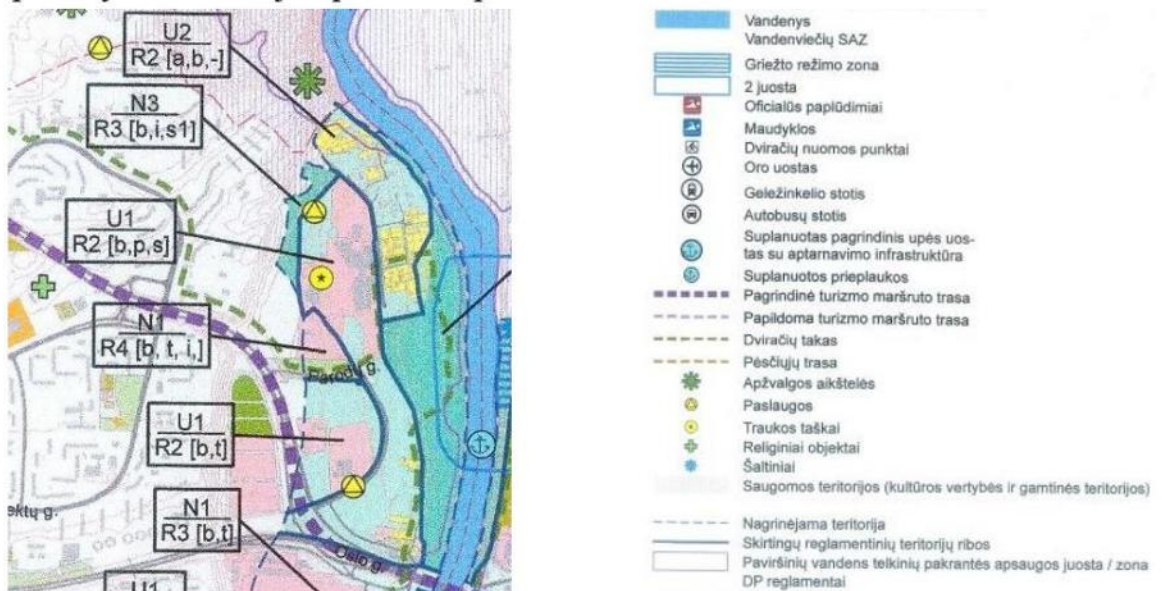 U2
R2 [a,b,-]
N3
R3 [b,i,s1]
U1
R2 [b,p,s]
N1
R4 [b, t, i,]
Parodų g.
U1
R2 [b,t]
ektų g.
N1
R3 [b,t]
Oslo g.
U1
Vandenys
Vandenviečių SAZ
Griežto režimo zona
2 juosta
Oficialūs paplūdimiai
Maudyklos
Dviračių nuomos punktai
Oro uostas
Geležinkelio stotis
Autobusų stotis
Suplanuotas pagrindinis upės uos-
tas su aptarnavimo infrastruktūra
Suplanuotos prieplaukos
Pagrindinė turizmo maršruto trasa
Papildoma turizmo maršruto trasa
Dviračių takas
Pėsčiųjų trasa
Apžvalgos aikštelės
Paslaugos
Traukos taškai
Religiniai objektai
Šaltiniai
Saugomos teritorijos (kultūros vertybės ir gamtinės teritorijos)
Nagrinėjama teritorija
Skirtingų reglamentinių teritorijų ribos
Paviršinių vandens telkinių pakrantės apsaugos juosta / zona
DP reglamentai